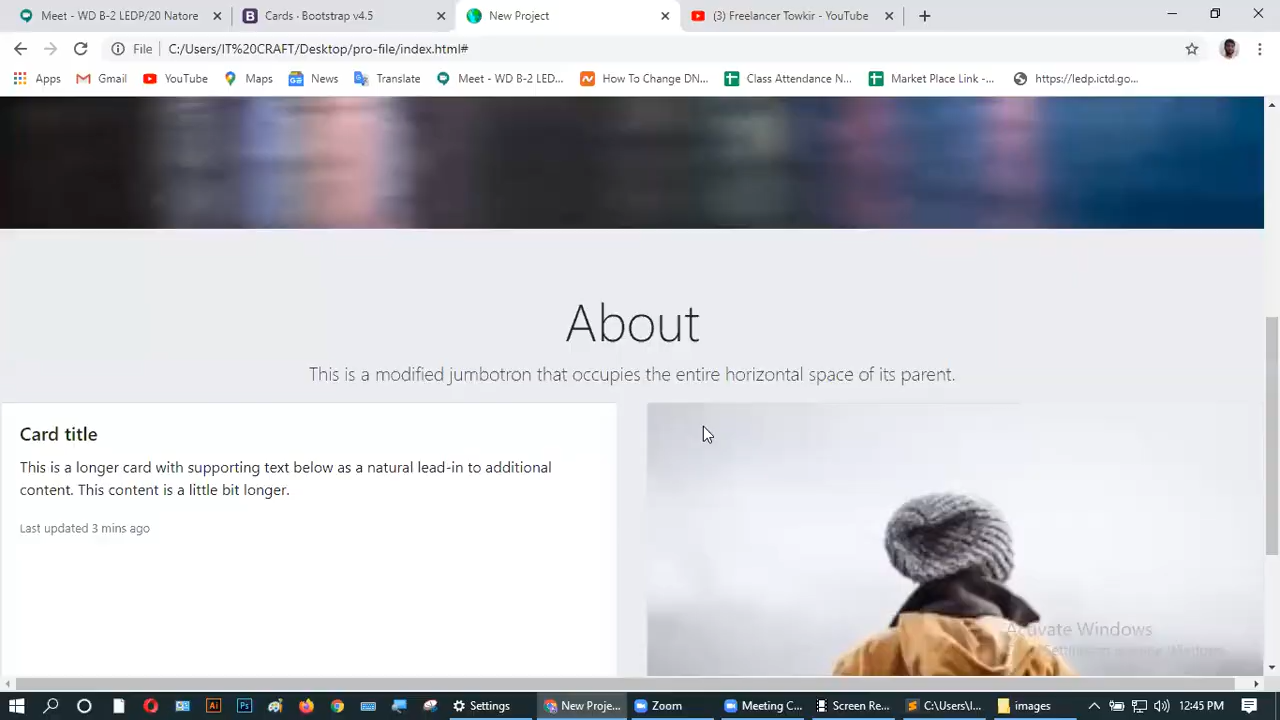 Meet - WD B-2 LEDP/20 Natore
Cards · Bootstrap v4.5
New Project
(3) Freelancer Towkir - YouTube
File
C:/Users/IT%20CRAFT/Desktop/pro-file/index.html#
Apps
Gmail
YouTube
Maps
News
Translate
Meet - WD B-2 LED...
How To Change DN...
Class Attendance N...
Market Place Link -...
https://ledp.ictd.go...
About
This is a modified jumbotron that occupies the entire horizontal space of its parent.
Card title
This is a longer card with supporting text below as a natural lead-in to additional
content. This content is a little bit longer.
Last updated 3 mins ago
Activate Windows
Settings
New Proje...
Zoom
Meeting C...
Screen Re...
C:\Users\I...
images
12:45 PM